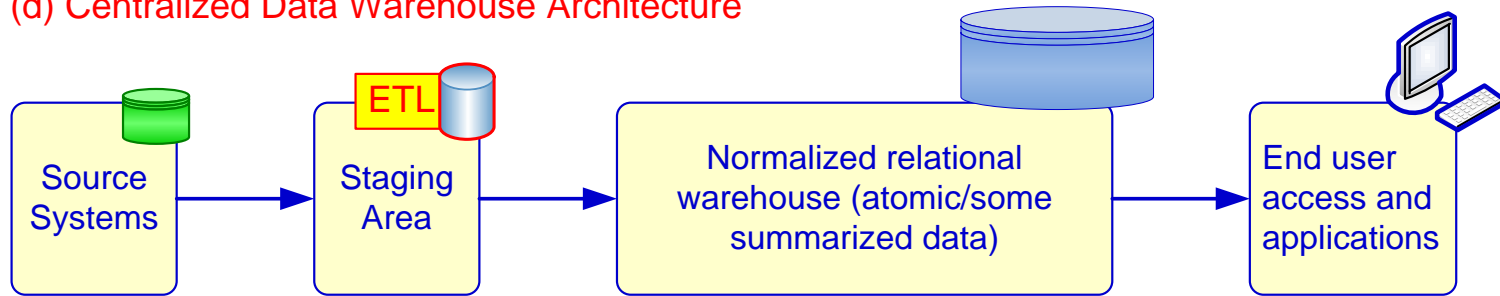 (d) Centralized Data Warehouse Architecture
ETL
Source
Systems
Staging
Area
Normalized relational
warehouse (atomic/some
summarized data)
End user
access and
applications